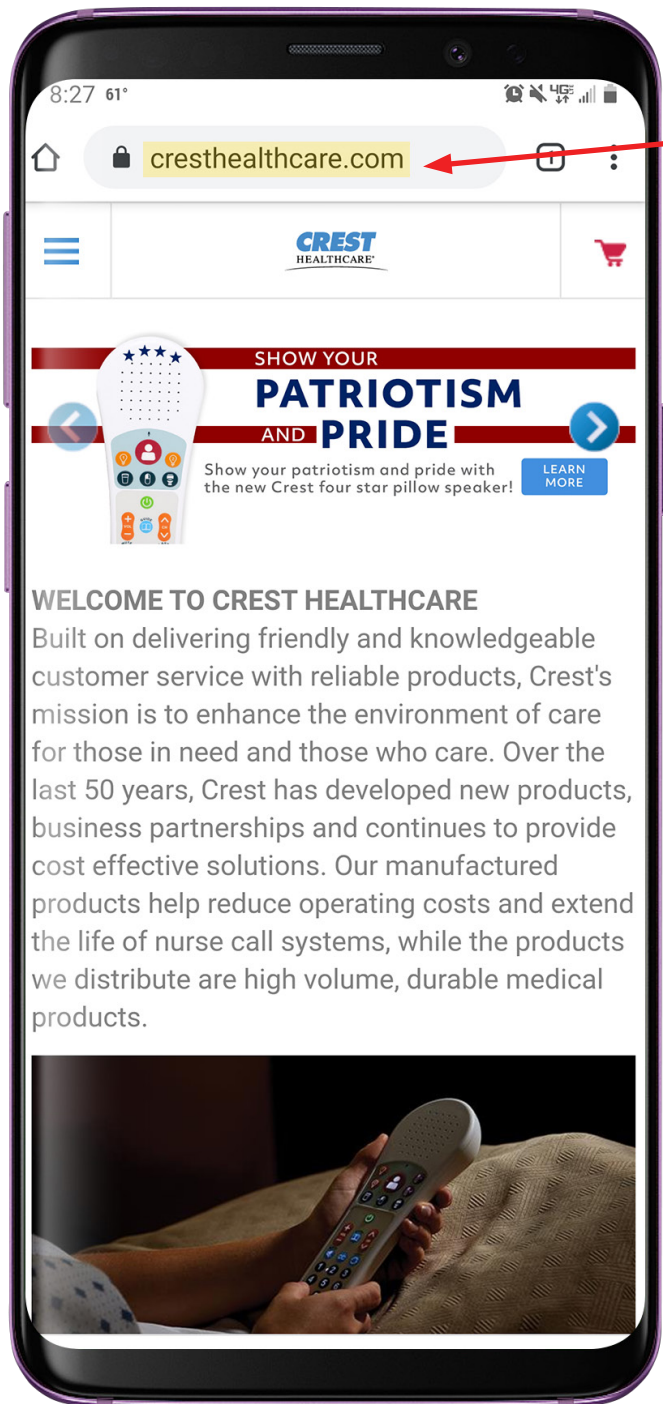 8:27 61°
4GE
1
cresthealthcare.com
CREST
HEALTHCARE®
SHOW YOUR
PATRIOTISM
AND PRIDE
Show your patriotism and pride with
the new Crest four star pillow speaker!
LEARN
MORE
WELCOME TO CREST HEALTHCARE
Built on delivering friendly and knowledgeable
customer service with reliable products, Crest's
mission is to enhance the environment of care
for those in need and those who care. Over the
last 50 years, Crest has developed new products,
business partnerships and continues to provide
cost effective solutions. Our manufactured
products help reduce operating costs and extend
the life of nurse call systems, while the products
we distribute are high volume, durable medical
products.